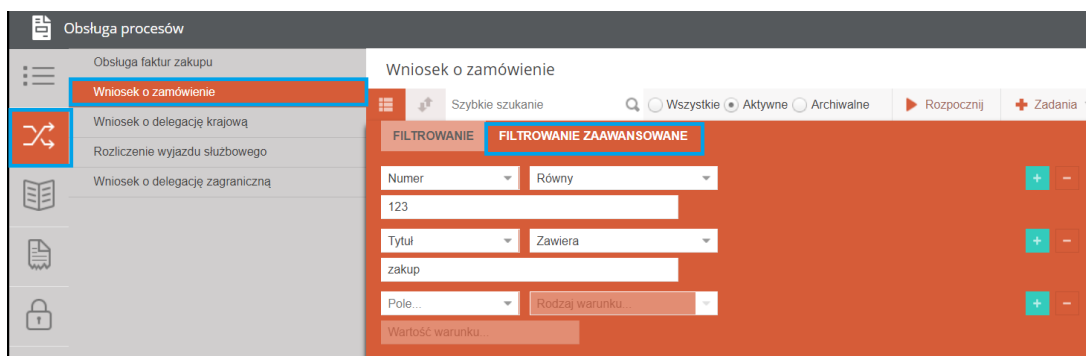 Obsługa procesów
Obsługa faktur zakupu
Wniosek o zamówienie
Wniosek o delegację krajową
Rozliczenie wyjazdu służbowego
Wniosek o delegację zagraniczną
Wniosek o zamówienie
Szybkie szukanie Wszystkie Aktywne Archiwalne Rozpocznij Zadania
FILTROWANIE FILTROWANIE ZAAWANSOWANE
Numer Równy + -
123
Tytuł Zawiera + -
zakup
Pole... Rodzaj warunku... + -
Wartość warunku...